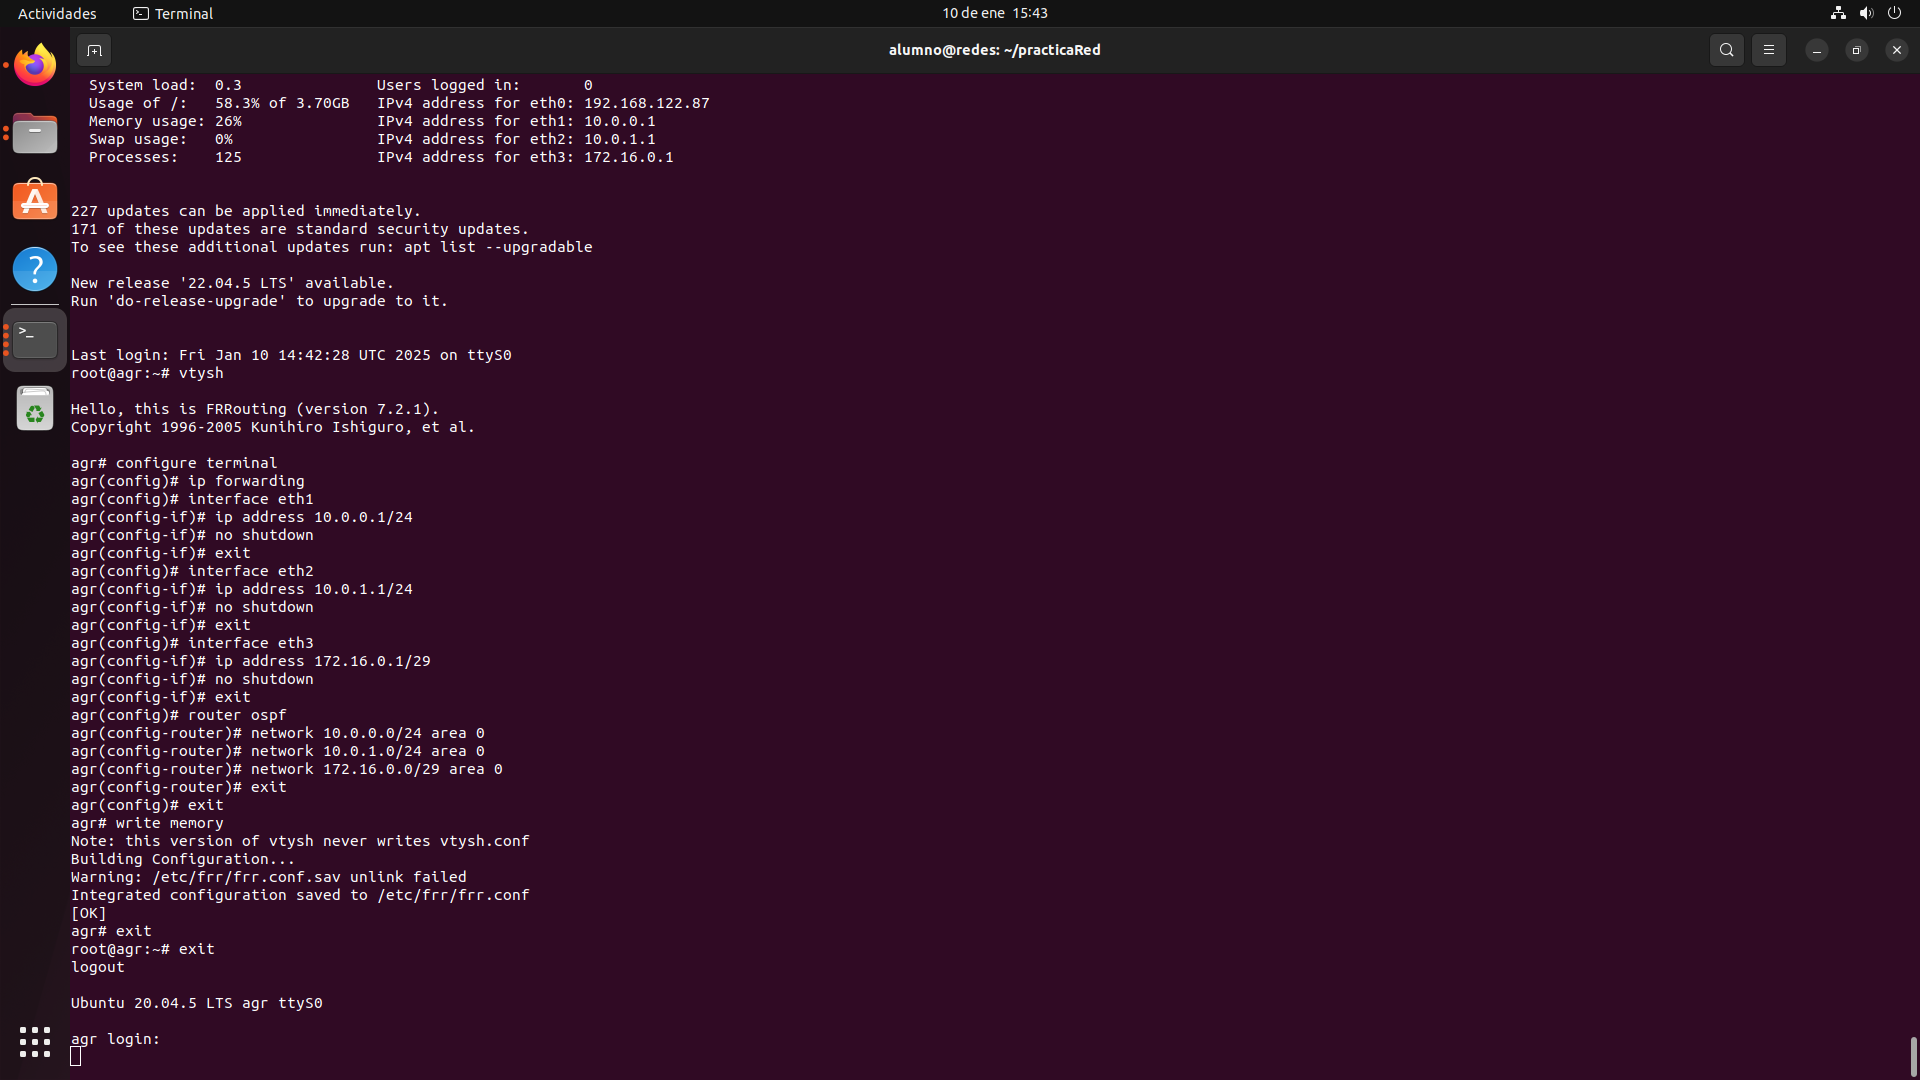 Actividades
Terminal
10 de ene 15:43
alumno@redes: ~/practicaRed
System load:  0.3               Users logged in:       0
Usage of /:   58.3% of 3.70GB   IPv4 address for eth0: 192.168.122.87
Memory usage: 26%               IPv4 address for eth1: 10.0.0.1
Swap usage:   0%                IPv4 address for eth2: 10.0.1.1
Processes:    125               IPv4 address for eth3: 172.16.0.1
227 updates can be applied immediately.
171 of these updates are standard security updates.
To see these additional updates run: apt list --upgradable
New release '22.04.5 LTS' available.
Run 'do-release-upgrade' to upgrade to it.
Last login: Fri Jan 10 14:42:28 UTC 2025 on ttyS0
root@agr:~# vtysh
Hello, this is FRRouting (version 7.2.1).
Copyright 1996-2005 Kunihiro Ishiguro, et al.
agr# configure terminal
agr(config)# ip forwarding
agr(config)# interface eth1
agr(config-if)# ip address 10.0.0.1/24
agr(config-if)# no shutdown
agr(config-if)# exit
agr(config)# interface eth2
agr(config-if)# ip address 10.0.1.1/24
agr(config-if)# no shutdown
agr(config-if)# exit
agr(config)# interface eth3
agr(config-if)# ip address 172.16.0.1/29
agr(config-if)# no shutdown
agr(config-if)# exit
agr(config)# router ospf
agr(config-router)# network 10.0.0.0/24 area 0
agr(config-router)# network 10.0.1.0/24 area 0
agr(config-router)# network 172.16.0.0/29 area 0
agr(config-router)# exit
agr(config)# exit
agr# write memory
Note: this version of vtysh never writes vtysh.conf
Building Configuration...
Warning: /etc/frr/frr.conf.sav unlink failed
Integrated configuration saved to /etc/frr/frr.conf
[OK]
agr# exit
root@agr:~# exit
logout
Ubuntu 20.04.5 LTS agr ttyS0
agr login: